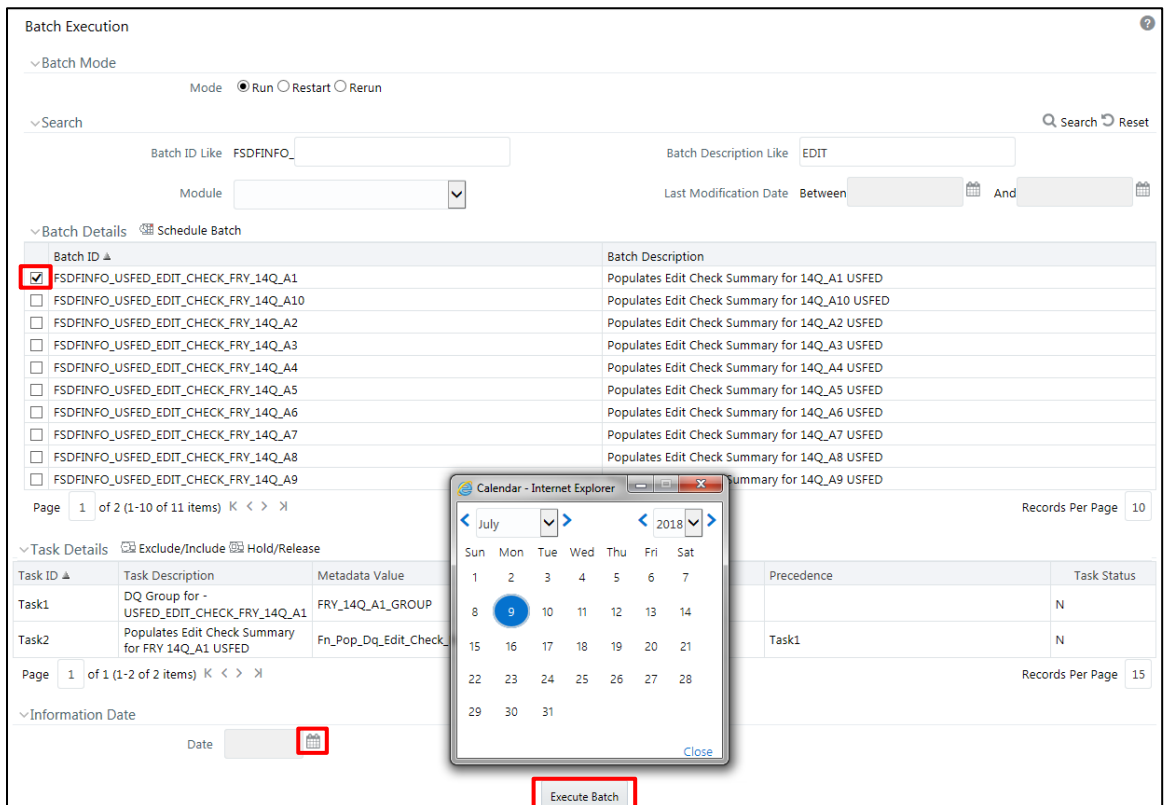 Batch Execution
Batch Mode
Mode Run Restart Rerun
Search Search Reset
Batch ID Like FSDFINFO_ Batch Description Like EDIT
Module Last Modification Date Between And
Batch Details Schedule Batch
Batch ID Batch Description
FSDFINFO_USFED_EDIT_CHECK_FRY_14Q_A1 Populates Edit Check Summary for 14Q_A1 USFED
FSDFINFO_USFED_EDIT_CHECK_FRY_14Q_A10 Populates Edit Check Summary for 14Q_A10 USFED
FSDFINFO_USFED_EDIT_CHECK_FRY_14Q_A2 Populates Edit Check Summary for 14Q_A2 USFED
FSDFINFO_USFED_EDIT_CHECK_FRY_14Q_A3 Populates Edit Check Summary for 14Q_A3 USFED
FSDFINFO_USFED_EDIT_CHECK_FRY_14Q_A4 Populates Edit Check Summary for 14Q_A4 USFED
FSDFINFO_USFED_EDIT_CHECK_FRY_14Q_A5 Populates Edit Check Summary for 14Q_A5 USFED
FSDFINFO_USFED_EDIT_CHECK_FRY_14Q_A6 Populates Edit Check Summary for 14Q_A6 USFED
FSDFINFO_USFED_EDIT_CHECK_FRY_14Q_A7 Populates Edit Check Summary for 14Q_A7 USFED
FSDFINFO_USFED_EDIT_CHECK_FRY_14Q_A8 Populates Edit Check Summary for 14Q_A8 USFED
FSDFINFO_USFED_EDIT_CHECK_FRY_14Q_A9 Summary for 14Q_A9 USFED
Page 1 of 2 (1-10 of 11 items) Records Per Page 10
Task Details Exclude/Include Hold/Release
Task ID Task Description Metadata Value Precedence Task Status
Task1 DQ Group for -
USFED_EDIT_CHECK_FRY_14Q_A1 FRY_14Q_A1_GROUP N
Task2 Populates Edit Check Summary
for FRY 14Q_A1 USFED Fn_Pop_Dq_Edit_Check_ Task1 N
Page 1 of 1 (1-2 of 2 items) Records Per Page 15
Information Date
Date
Execute Batch
Calendar - Internet Explorer
July 2018
Sun Mon Tue Wed Thu Fri Sat
1 2 3 4 5 6 7
8 9 10 11 12 13 14
15 16 17 18 19 20 21
22 23 24 25 26 27 28
29 30 31
Close